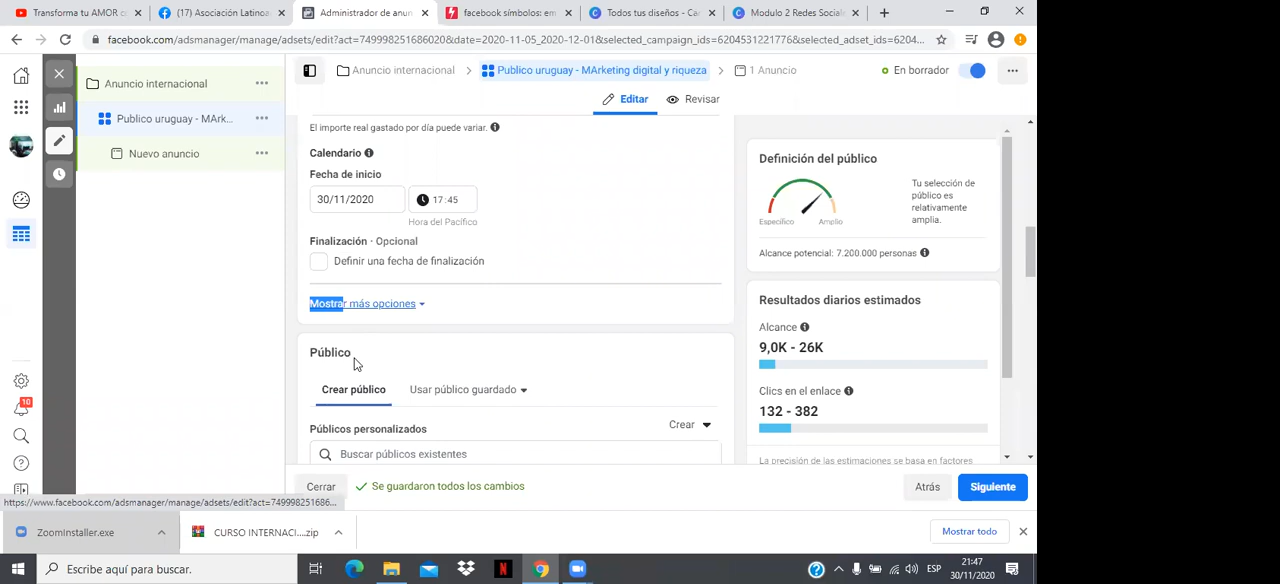 Transforma tu AMOR ci
(17) Asociación Latinoa
Administrador de anun
facebook símbolos: em
Todos tus diseños - Ca
Modulo 2 Redes Sociale
facebook.com/adsmanager/manage/adsets/edit?act=749998251686020&date=2020-11-05_2020-12-01&selected_campaign_ids=6204531221776&selected_adset_ids=6204...
Anuncio internacional
Publico uruguay - MArk...
Nuevo anuncio
Anuncio internacional
Publico uruguay - MArketing digital y riqueza
1 Anuncio
En borrador
Editar
Revisar
El importe real gastado por día puede variar.
Calendario
Fecha de inicio
30/11/2020
17:45
Hora del Pacífico
Finalización · Opcional
Definir una fecha de finalización
Mostrar más opciones
Público
Crear público
Usar público guardado
Públicos personalizados
Crear
Buscar públicos existentes
Definición del público
Específico
Amplio
Tu selección de
público es
relativamente
amplia.
Alcance potencial: 7.200.000 personas
Resultados diarios estimados
Alcance
9,0K - 26K
Clics en el enlace
132 - 382
La precisión de las estimaciones se basa en factores
10
Cerrar
Se guardaron todos los cambios
Atrás
Siguiente
https://www.facebook.com/adsmanager/manage/adsets/edit?act=749998251686...
ZoomInstaller.exe
CURSO INTERNACI....zip
Mostrar todo
Escribe aquí para buscar.
ESP
21:47
30/11/2020